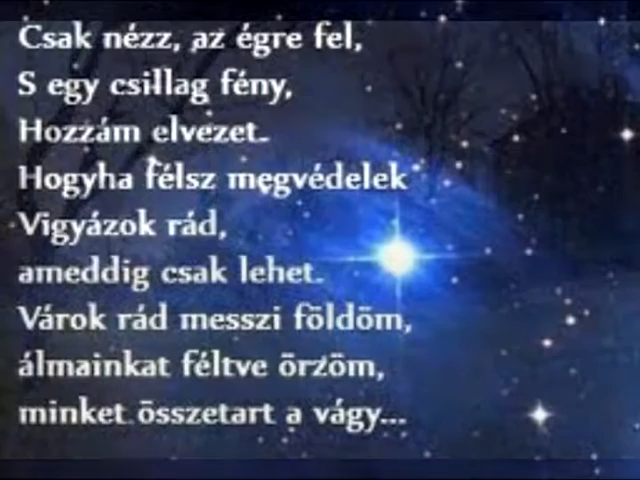 Csak nézz, az égre fel,
S egy csillag fény,
Hozzám elvezet.
Hogyha félsz megvédelek
Vigyázok rád,
ameddig csak lehet.
Várok rád messzi földöm,
álmainkat féltve örzöm,
minket összetart a vágy...